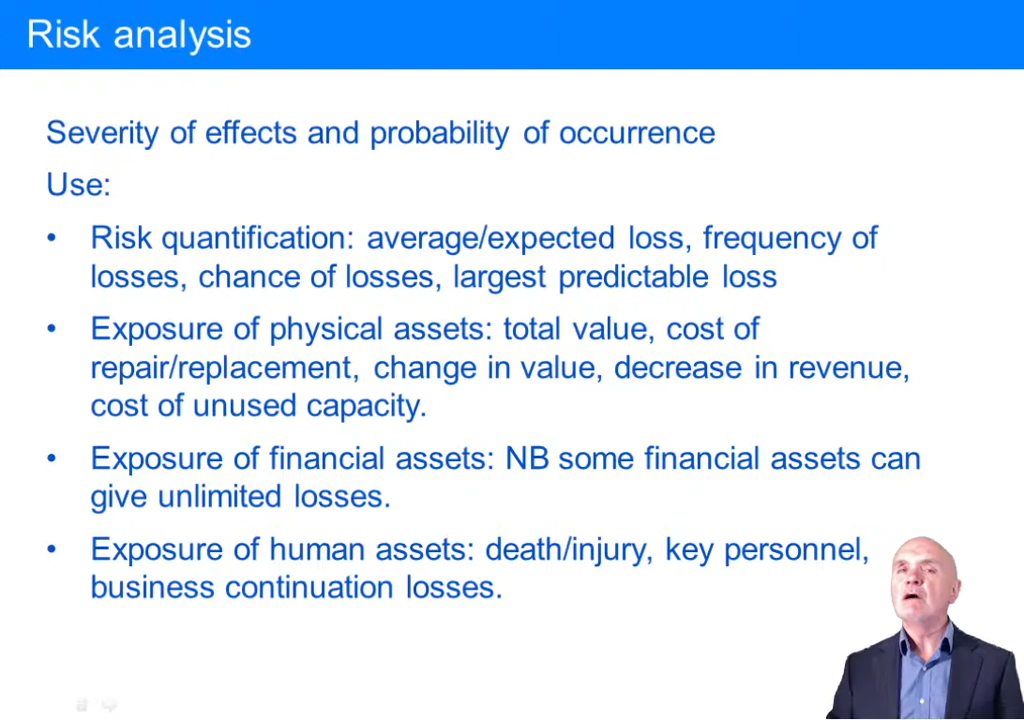 Risk analysis
Severity of effects and probability of occurrence
Use:
• Risk quantification: average/expected loss, frequency of
losses, chance of losses, largest predictable loss
• Exposure of physical assets: total value, cost of
repair/replacement, change in value, decrease in revenue,
cost of unused capacity.
• Exposure of financial assets: NB some financial assets can
give unlimited losses.
• Exposure of human assets: death/injury, key personnel,
business continuation losses.